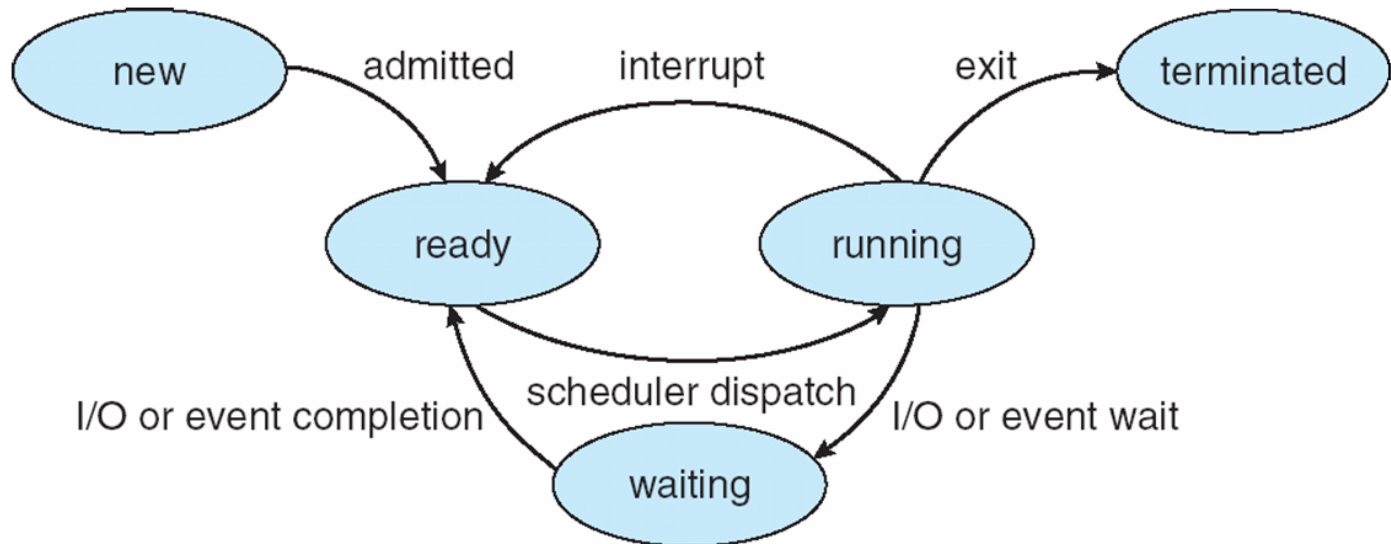 new
admitted
interrupt
exit
terminated
ready
running
scheduler dispatch
I/O or event completion
I/O or event wait
waiting